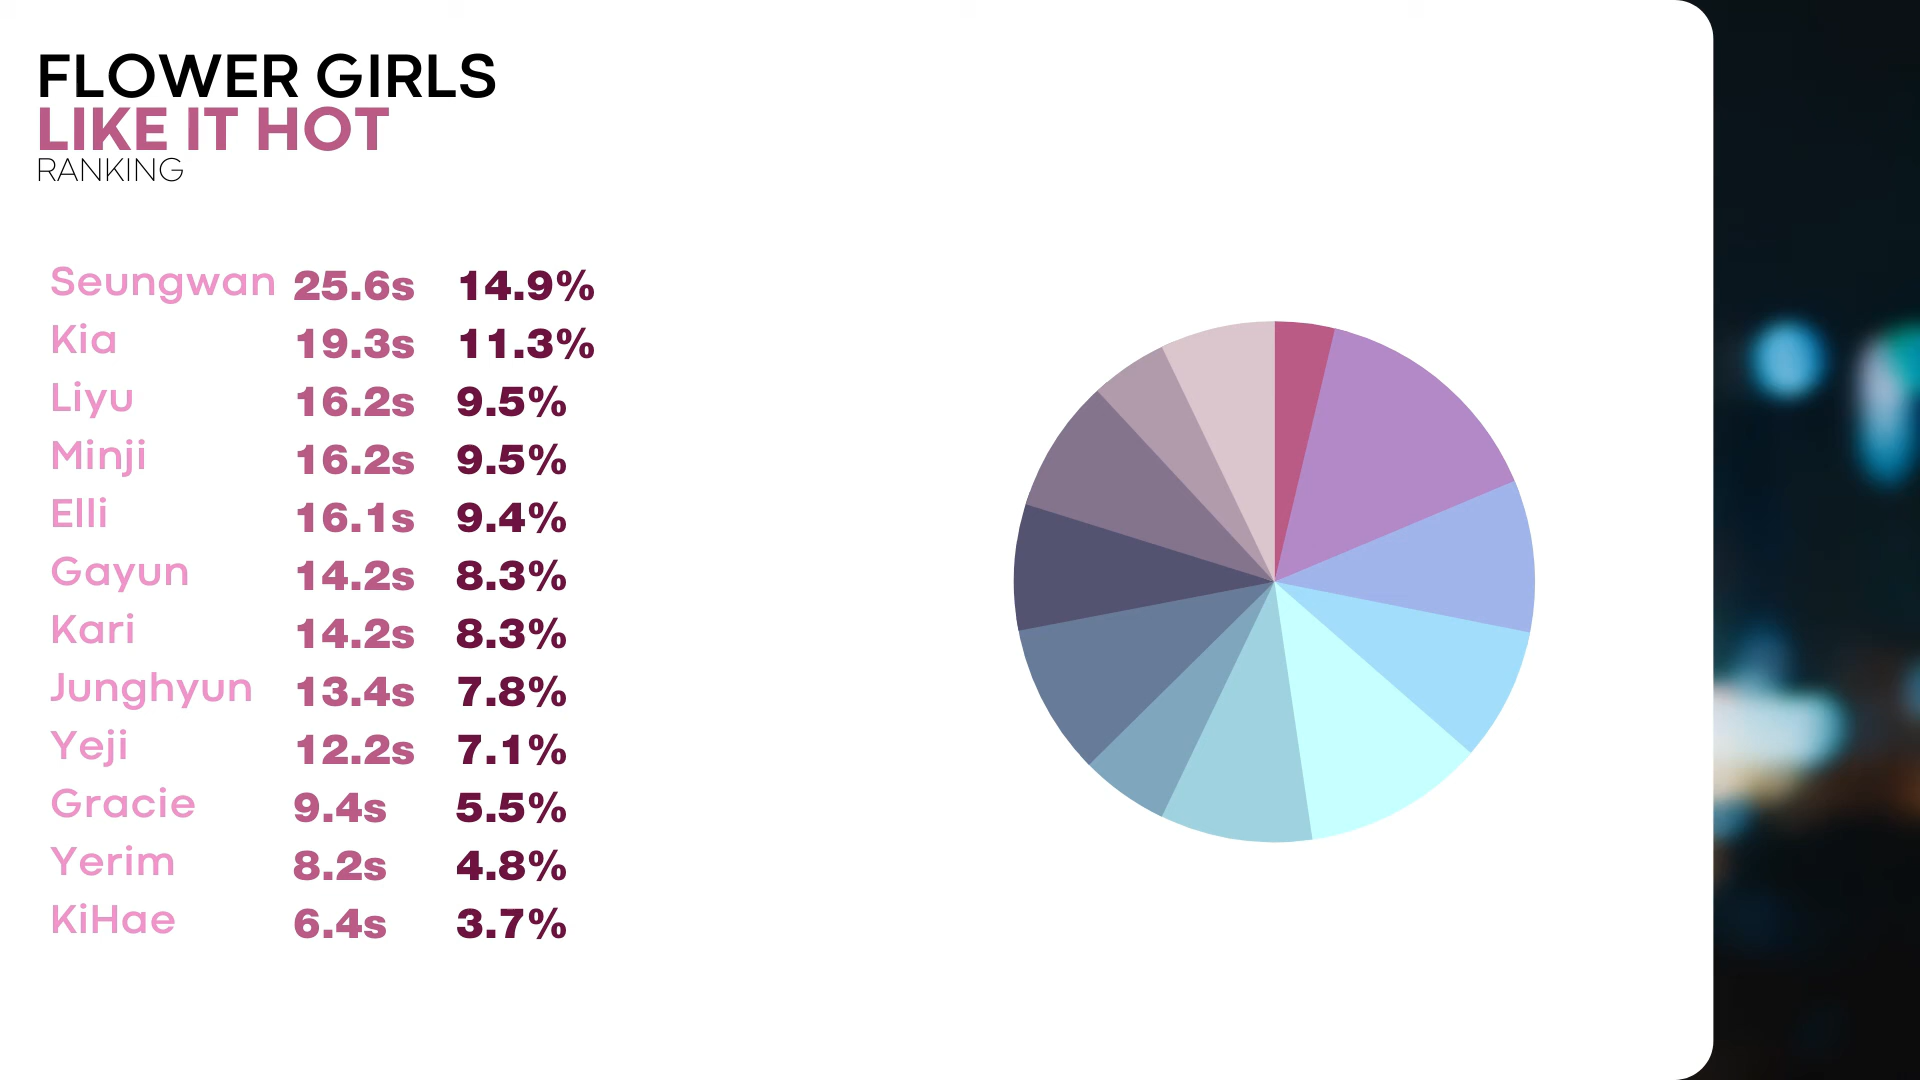 FLOWER GIRLS
LIKE IT HOT
RANKING
Seungwan 25.6s 14.9%
Kia 19.3s 11.3%
Liyu 16.2s 9.5%
Minji 16.2s 9.5%
Elli 16.1s 9.4%
Gayun 14.2s 8.3%
Kari 14.2s 8.3%
Junghyun 13.4s 7.8%
Yeji 12.2s 7.1%
Gracie 9.4s 5.5%
Yerim 8.2s 4.8%
KiHae 6.4s 3.7%